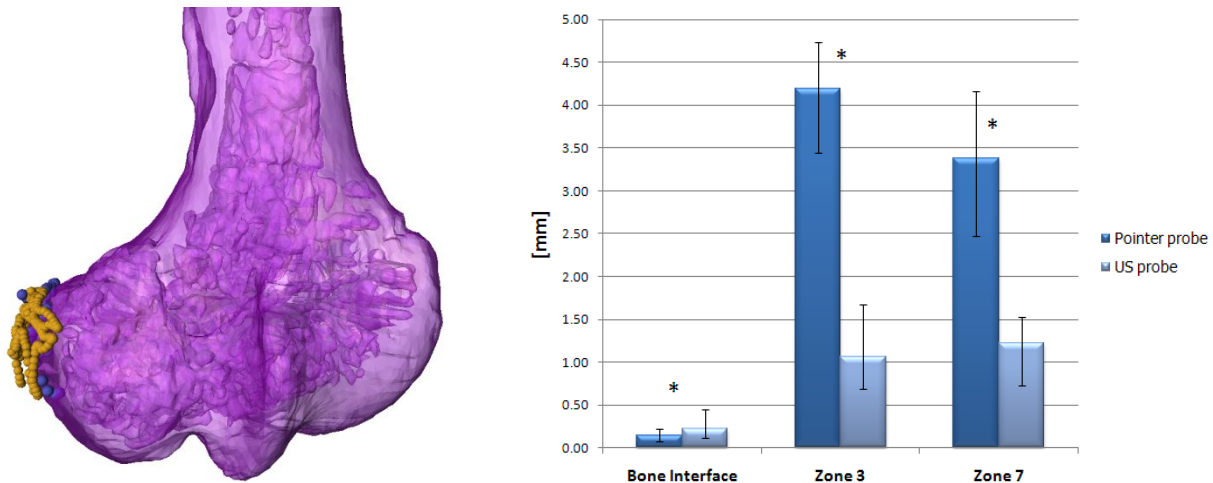 5.00
4.50
4.00
3.50
3.00
2.50
2.00
1.50
1.00
0.50
0.00
[mm]
*
*
*
Bone Interface
Zone 3
Zone 7
Pointer probe
US probe